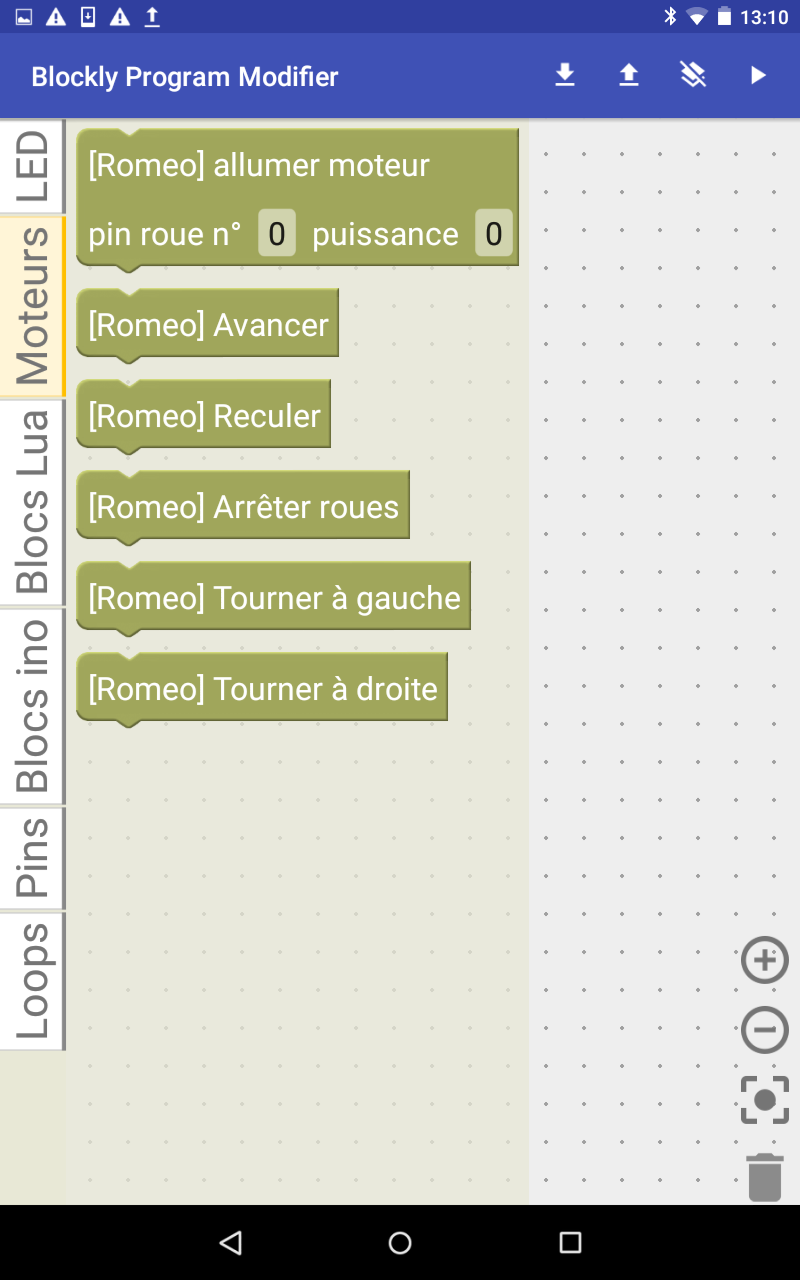 13:10
Blockly Program Modifier
LED
Moteurs
Blocs Lua
Blocs ino
Pins
Loops
[Romeo] allumer moteur
pin roue n° 0 puissance 0
[Romeo] Avancer
[Romeo] Reculer
[Romeo] Arrêter roues
[Romeo] Tourner à gauche
[Romeo] Tourner à droite